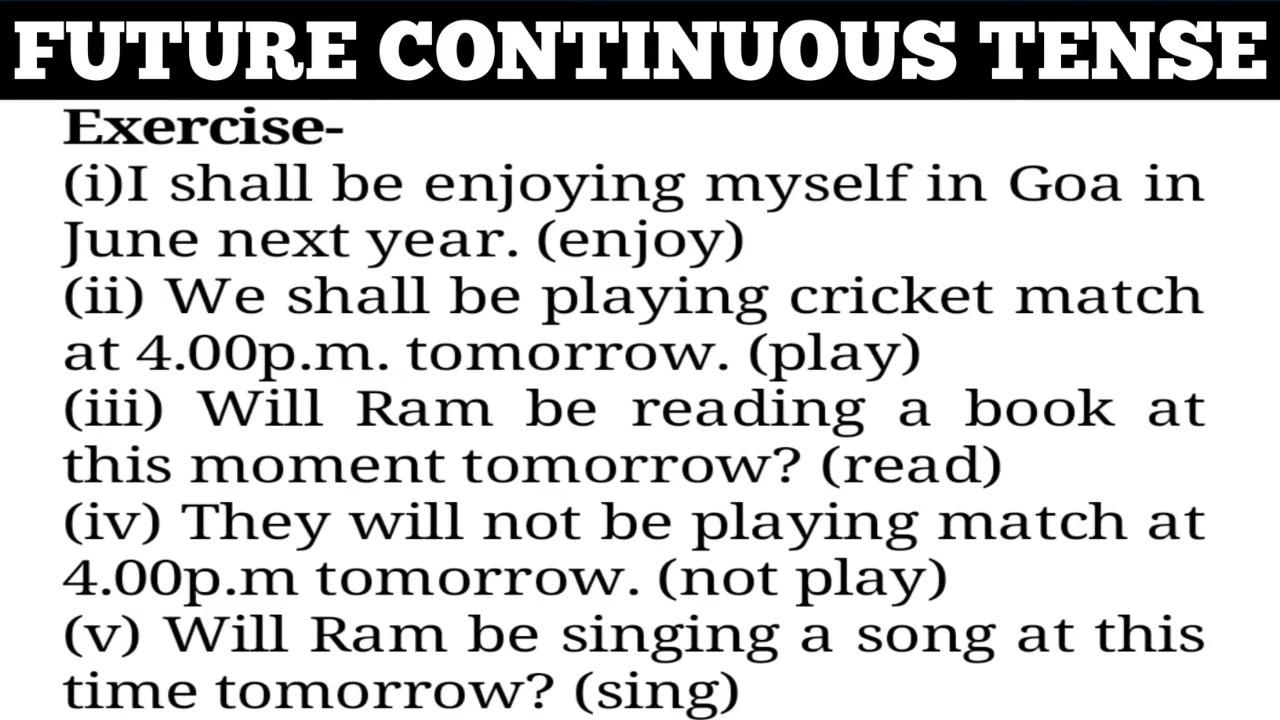 FUTURE CONTINUOUS TENSE
Exercise-
(i)I shall be enjoying myself in Goa in
June next year. (enjoy)
(ii) We shall be playing cricket match
at 4.00p.m. tomorrow. (play)
(iii) Will Ram be reading a book at
this moment tomorrow? (read)
(iv) They will not be playing match at
4.00p.m tomorrow. (not play)
(v) Will Ram be singing a song at this
time tomorrow? (sing)